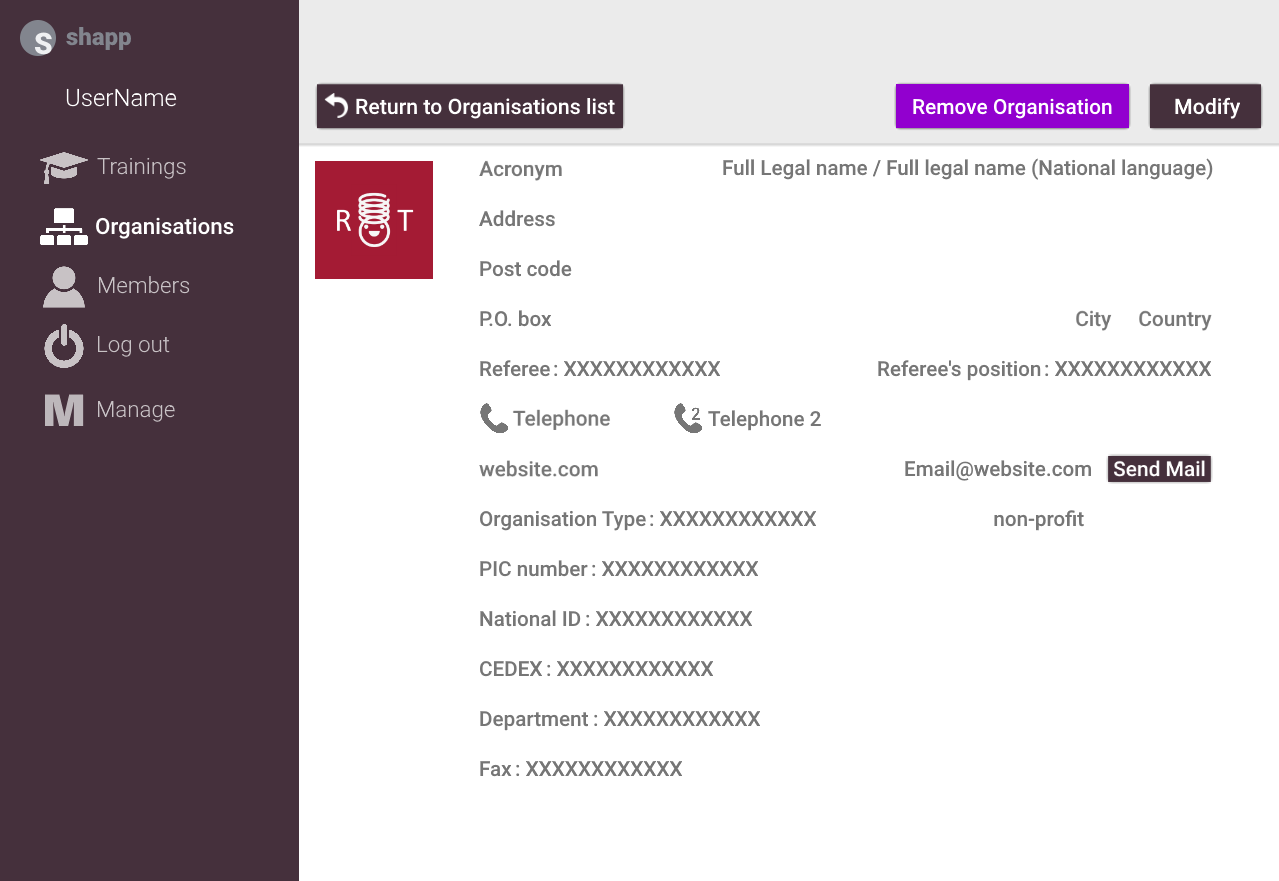 S shapp
UserName
Trainings
Organisations
Members
Log out
M Manage
Return to Organisations list
Remove Organisation
Modify
R T
Acronym
Full Legal name / Full legal name (National language)
Address
Post code
P.O. box
City
Country
Referee : XXXXXXXXXXXX
Referee's position : XXXXXXXXXXXX
Telephone
2 Telephone 2
website.com
Email@website.com
Send Mail
Organisation Type : XXXXXXXXXXXX
non-profit
PIC number : XXXXXXXXXXXX
National ID : XXXXXXXXXXXX
CEDEX : XXXXXXXXXXXX
Department : XXXXXXXXXXXX
Fax : XXXXXXXXXXXX